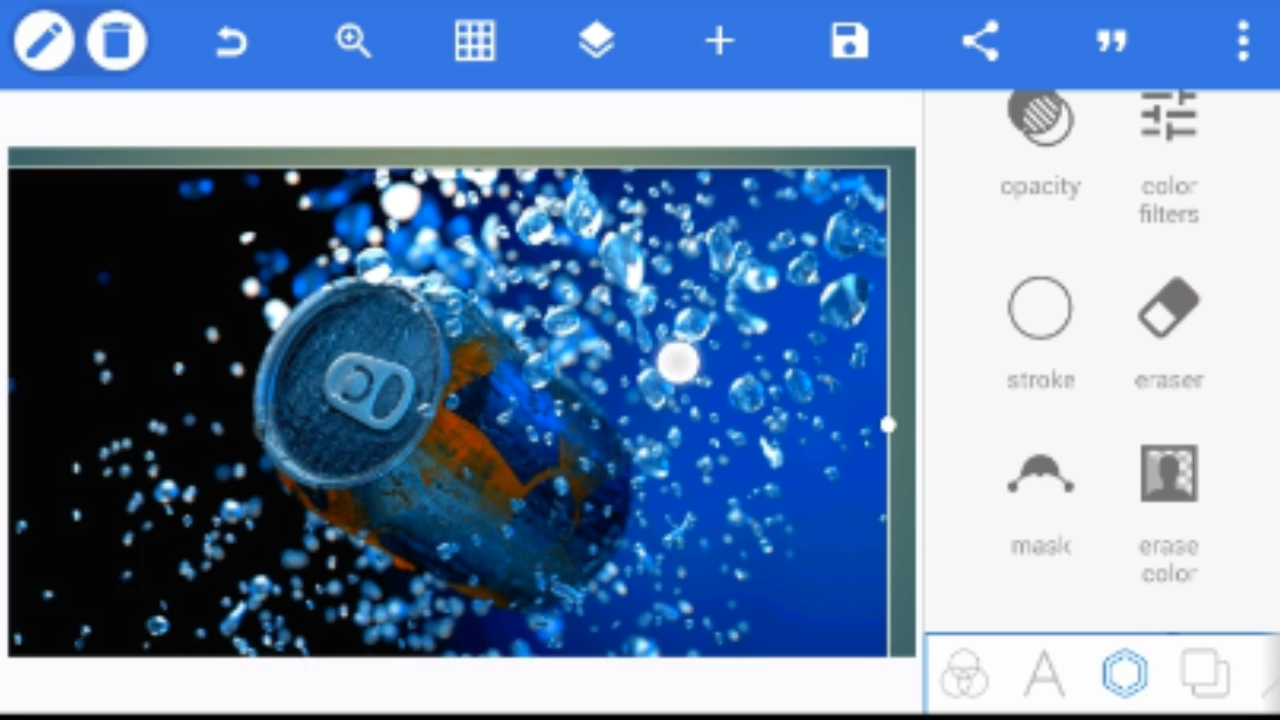 opacity
color
filters
stroke
eraser
mask
erase
color